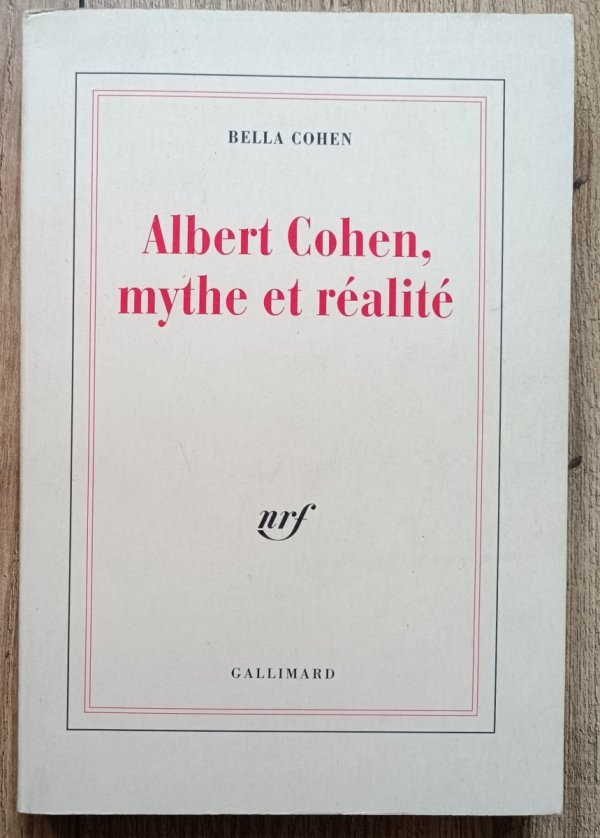 BELLA COHEN
Albert Cohen,
mythe et réalité
nrf
GALLIMARD